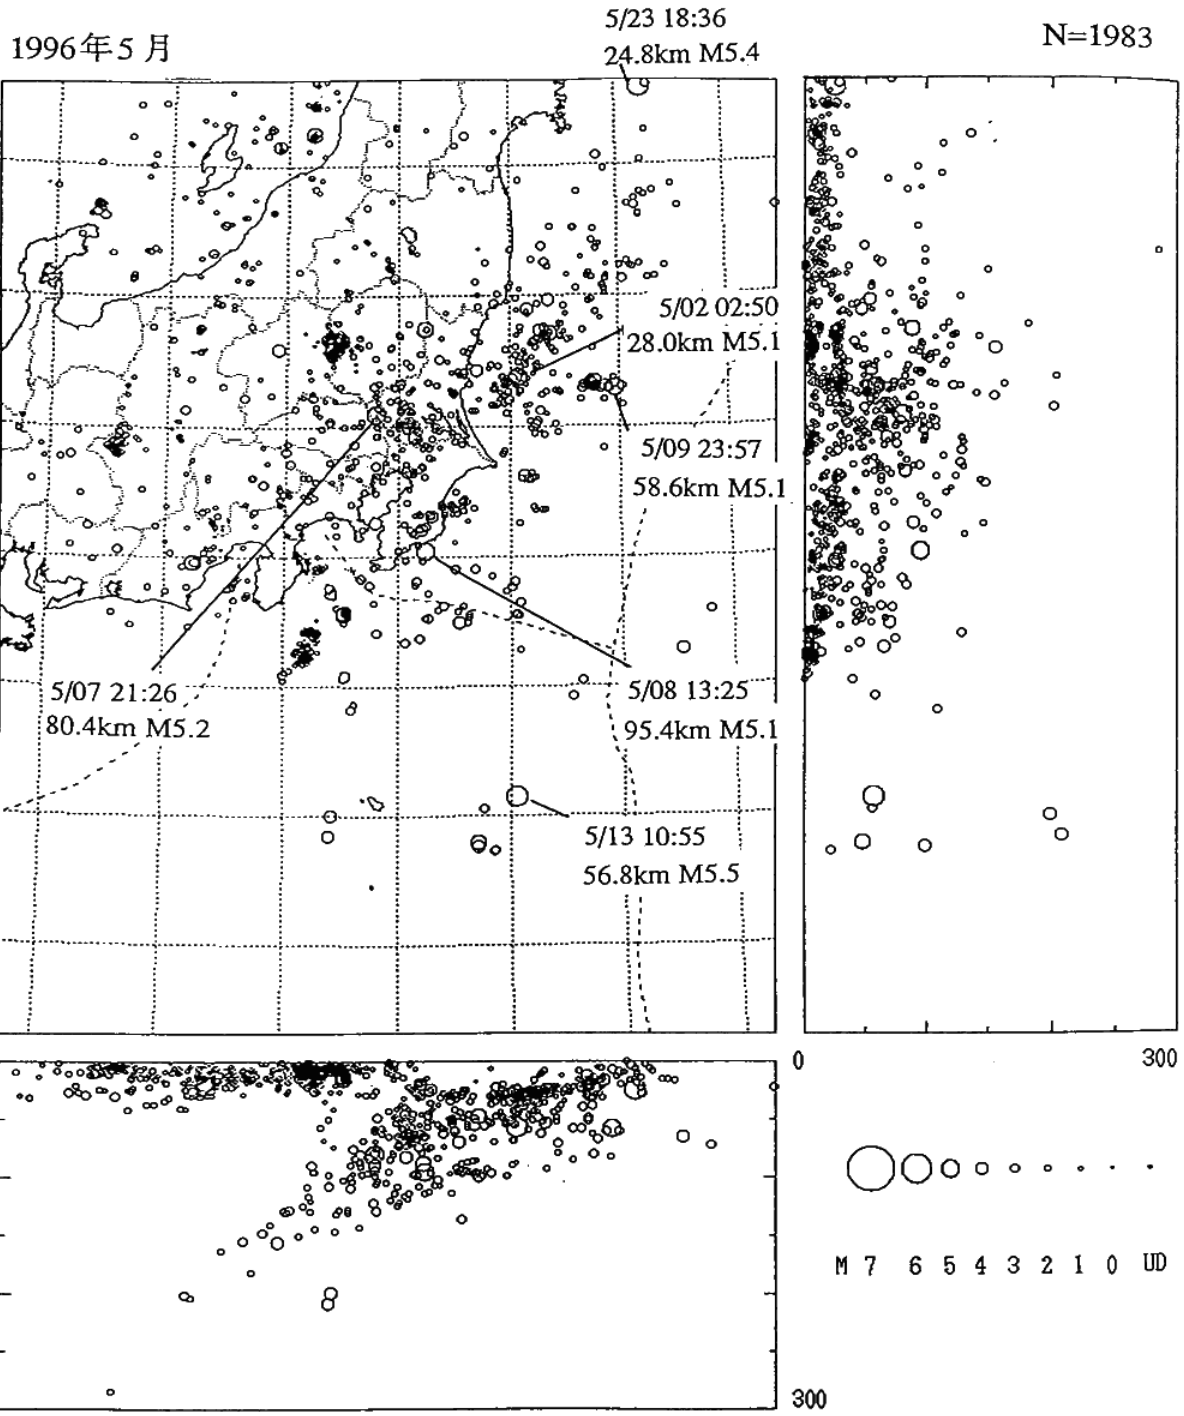 1996年5月
5/23 18:36
24.8km M5.4
N=1983
5/02 02:50
28.0km M5.1
5/09 23:57
58.6km M5.1
5/07 21:26
80.4km M5.2
5/08 13:25
95.4km M5.1
5/13 10:55
56.8km M5.5
0
300
M 7 6 5 4 3 2 1 0 UD
300